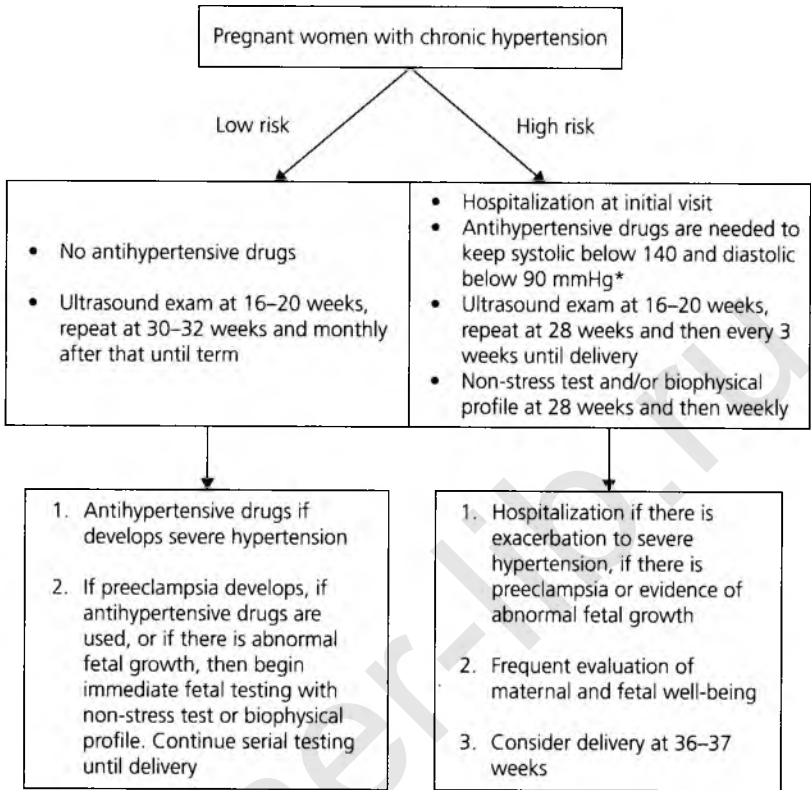 Pregnant women with chronic hypertension
Low risk
High risk
• No antihypertensive drugs
• Ultrasound exam at 16–20 weeks,
repeat at 30–32 weeks and monthly
after that until term
• Hospitalization at initial visit
• Antihypertensive drugs are needed to
keep systolic below 140 and diastolic
below 90 mmHg*
• Ultrasound exam at 16–20 weeks,
repeat at 28 weeks and then every 3
weeks until delivery
• Non-stress test and/or biophysical
profile at 28 weeks and then weekly
1. Antihypertensive drugs if
develops severe hypertension
2. If preeclampsia develops, if
antihypertensive drugs are
used, or if there is abnormal
fetal growth, then begin
immediate fetal testing with
non-stress test or biophysical
profile. Continue serial testing
until delivery
1. Hospitalization if there is
exacerbation to severe
hypertension, if there is
preeclampsia or evidence of
abnormal fetal growth
2. Frequent evaluation of
maternal and fetal well-being
3. Consider delivery at 36–37
weeks
er-lib.ru